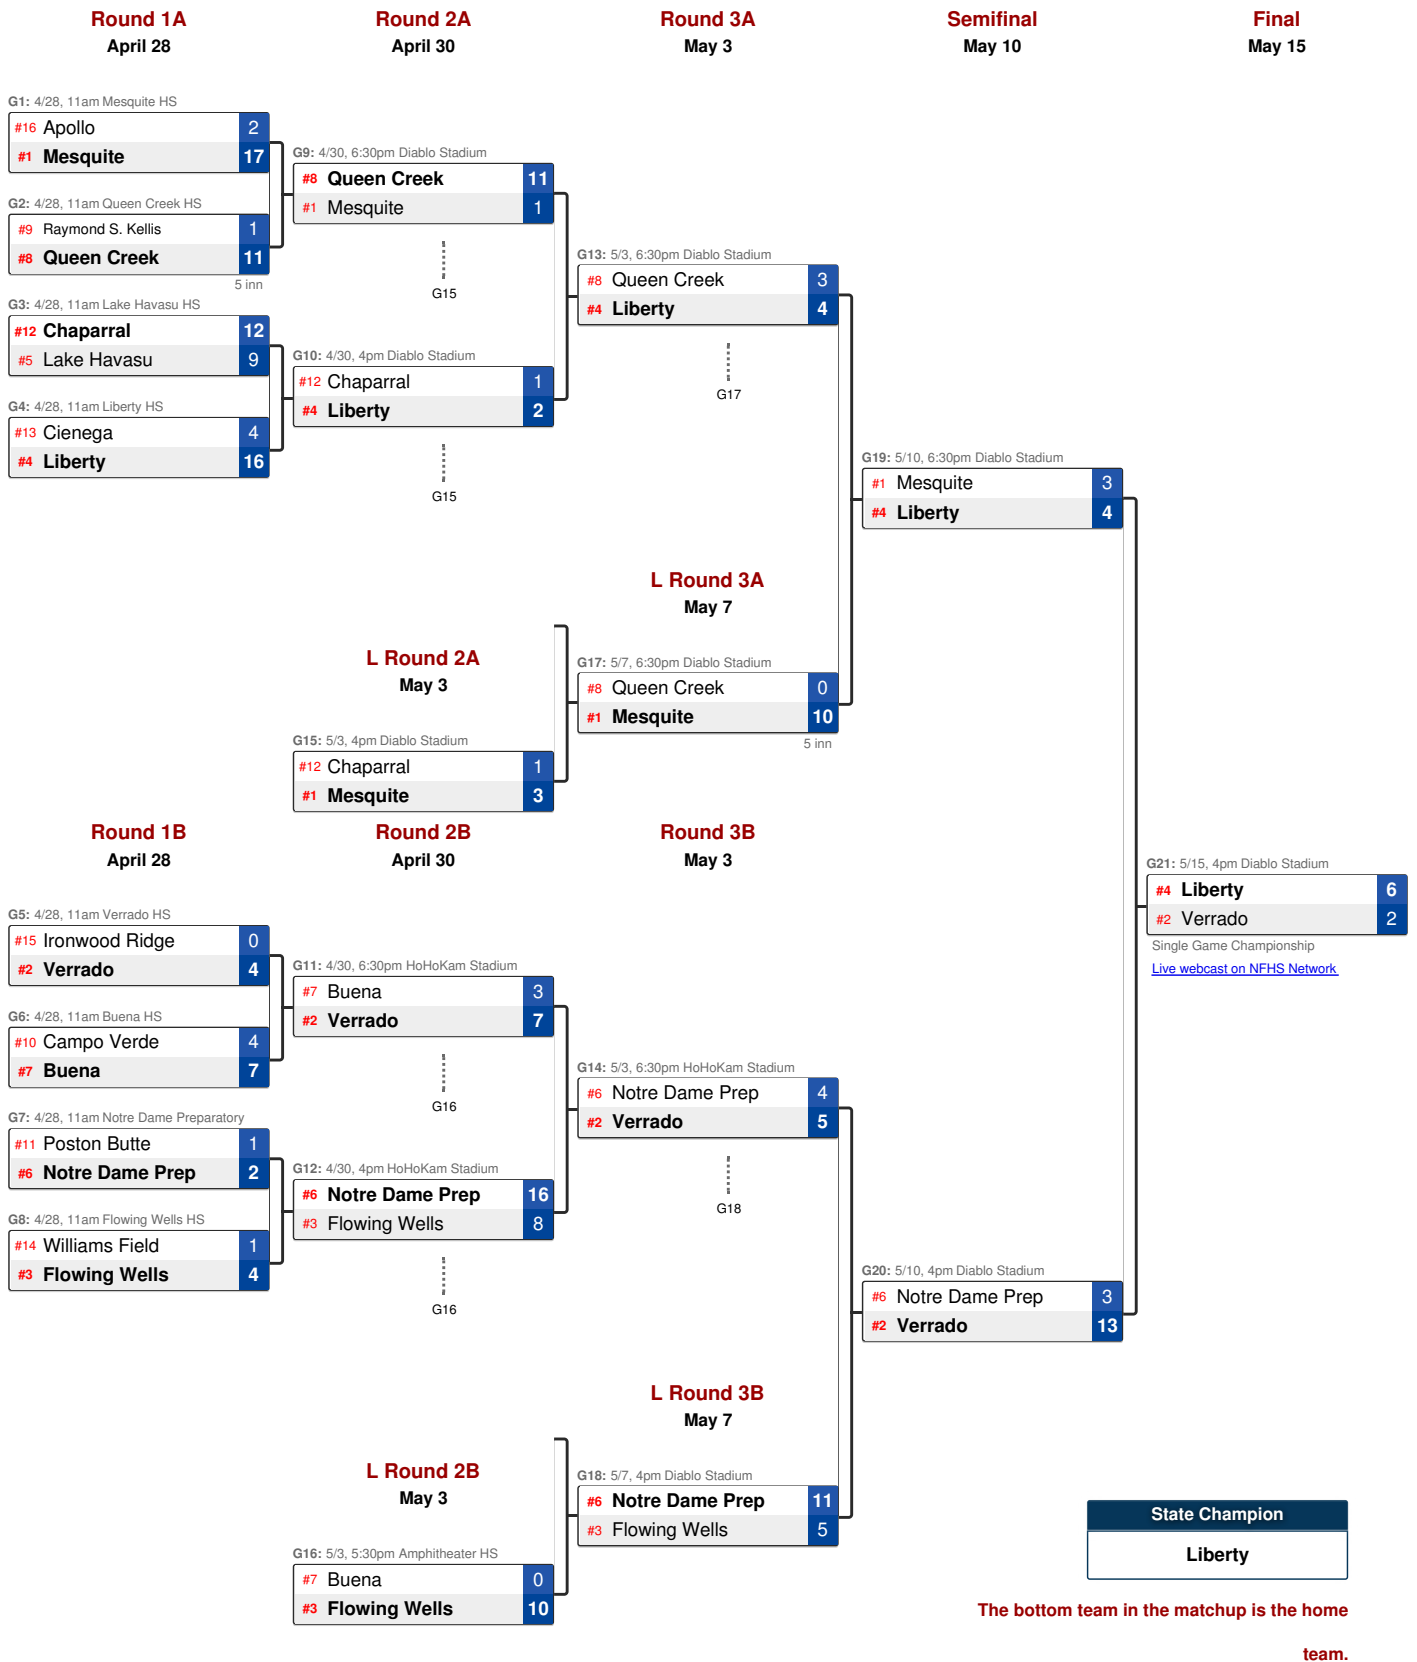 Round 1A
April 28
Round 2A
April 30
Round 3A
May 3
Semifinal
May 10
Final
May 15
G1: 4/28, 11am Mesquite HS
#16 Apollo 2
#1 Mesquite 17
G2: 4/28, 11am Queen Creek HS
#9 Raymond S. Kellis 1
#8 Queen Creek 11
5 inn
G3: 4/28, 11am Lake Havasu HS
#12 Chaparral 12
#5 Lake Havasu 9
G4: 4/28, 11am Liberty HS
#13 Cienega 4
#4 Liberty 16
G9: 4/30, 6:30pm Diablo Stadium
#8 Queen Creek 11
#1 Mesquite 1
G15
G10: 4/30, 4pm Diablo Stadium
#12 Chaparral 1
#4 Liberty 2
G15
G13: 5/3, 6:30pm Diablo Stadium
#8 Queen Creek 3
#4 Liberty 4
G17
G19: 5/10, 6:30pm Diablo Stadium
#1 Mesquite 3
#4 Liberty 4
L Round 3A
May 7
L Round 2A
May 3
G17: 5/7, 6:30pm Diablo Stadium
#8 Queen Creek 0
#1 Mesquite 10
5 inn
G15: 5/3, 4pm Diablo Stadium
#12 Chaparral 1
#1 Mesquite 3
Round 1B
April 28
Round 2B
April 30
Round 3B
May 3
G21: 5/15, 4pm Diablo Stadium
#4 Liberty 6
#2 Verrado 2
Single Game Championship
Live webcast on NFHS Network
G5: 4/28, 11am Verrado HS
#15 Ironwood Ridge 0
#2 Verrado 4
G6: 4/28, 11am Buena HS
#10 Campo Verde 4
#7 Buena 7
G7: 4/28, 11am Notre Dame Preparatory
#11 Poston Butte 1
#6 Notre Dame Prep 2
G8: 4/28, 11am Flowing Wells HS
#14 Williams Field 1
#3 Flowing Wells 4
G11: 4/30, 6:30pm HoHoKam Stadium
#7 Buena 3
#2 Verrado 7
G16
G12: 4/30, 4pm HoHoKam Stadium
#6 Notre Dame Prep 16
#3 Flowing Wells 8
G16
G14: 5/3, 6:30pm HoHoKam Stadium
#6 Notre Dame Prep 4
#2 Verrado 5
G18
G20: 5/10, 4pm Diablo Stadium
#6 Notre Dame Prep 3
#2 Verrado 13
L Round 3B
May 7
L Round 2B
May 3
G18: 5/7, 4pm Diablo Stadium
#6 Notre Dame Prep 11
#3 Flowing Wells 5
G16: 5/3, 5:30pm Amphitheater HS
#7 Buena 0
#3 Flowing Wells 10
State Champion
Liberty
The bottom team in the matchup is the home
team.